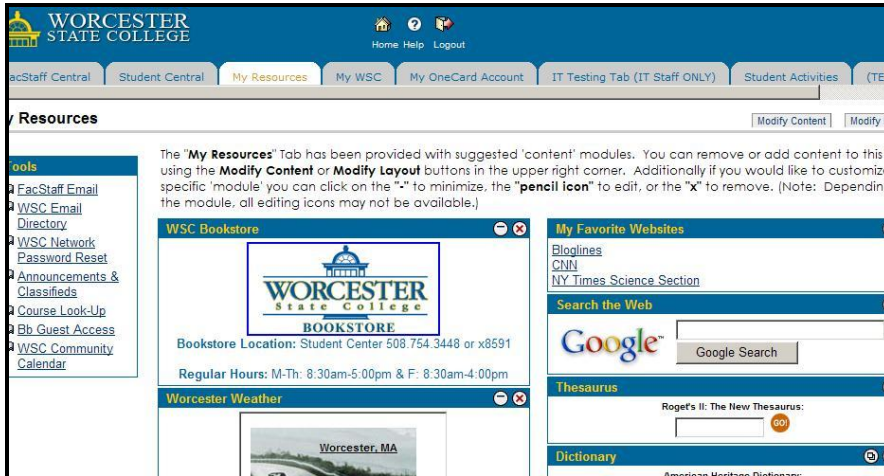 WORCESTER
STATE COLLEGE
Home Help Logout
acStaff Central
Student Central
My Resources
My WSC
My OneCard Account
IT Testing Tab (IT Staff ONLY)
Student Activities
(TE
y Resources
Modify Content
Modify
The "My Resources" Tab has been provided with suggested 'content' modules. You can remove or add content to this
using the Modify Content or Modify Layout buttons in the upper right corner. Additionally if you would like to customize
specific 'module' you can click on the "-" to minimize, the "pencil icon" to edit, or the "x" to remove. (Note: Dependin
the module, all editing icons may not be available.)
ools
FacStaff Email
WSC Email
Directory
WSC Network
Password Reset
Announcements &
Classifieds
Course Look-Up
Bb Guest Access
WSC Community
Calendar
WSC Bookstore
WORCESTER
State College
BOOKSTORE
Bookstore Location: Student Center 508.754.3448 or x8591
Regular Hours: M-Th: 8:30am-5:00pm & F: 8:30am-4:00pm
Worcester Weather
Worcester, MA
My Favorite Websites
Bloglines
CNN
NY Times Science Section
Search the Web
Google™
Google Search
Thesaurus
Roget's II: The New Thesaurus:
GO!
Dictionary
American Heritage Dictionary: